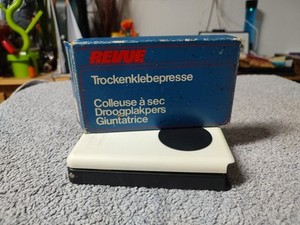 REVUE
Trockenklebepresse
Colleuse à sec
Droogplakpers
Giuntatrice